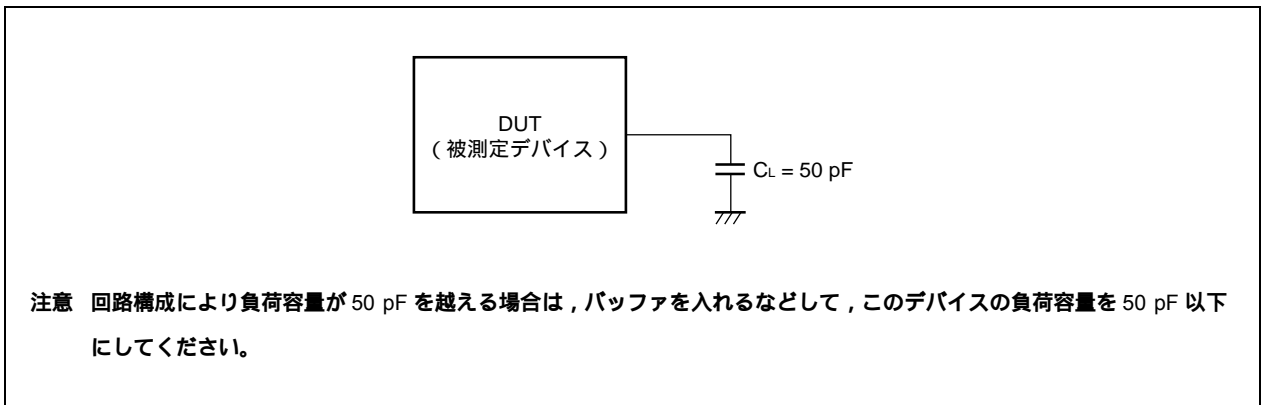 DUT
（被測定デバイス）
CL = 50 pF
注意 回路構成により負荷容量が 50 pF を越える場合は，バッファを入れるなどして，このデバイスの負荷容量を 50 pF 以下
にしてください。